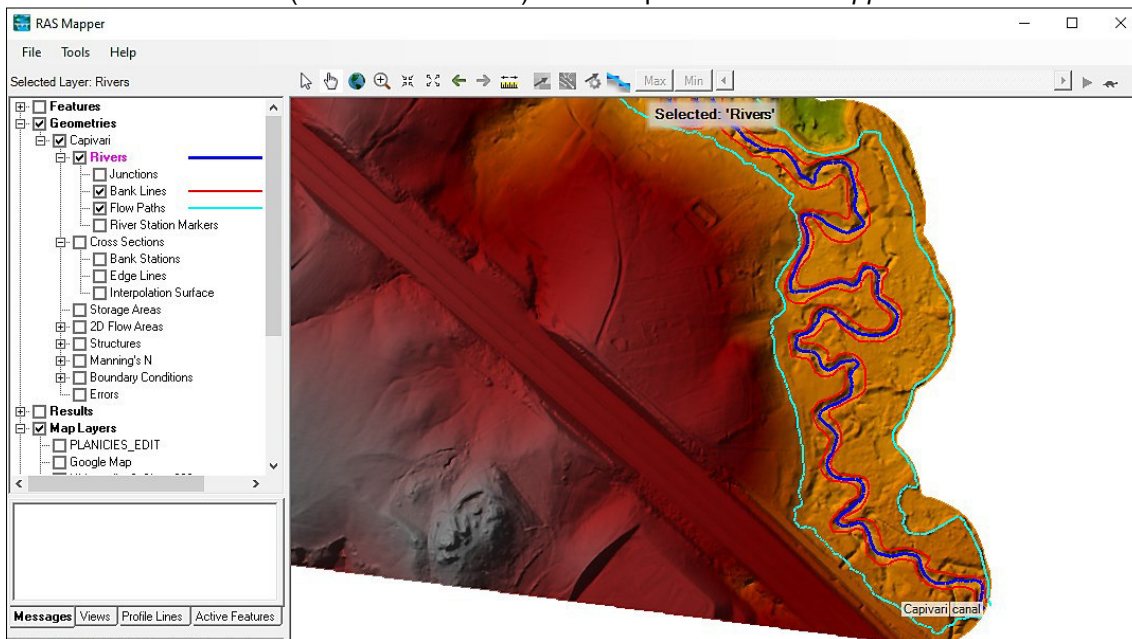 RAS Mapper
File Tools Help
Selected Layer: Rivers
Max Min
Features
Geometries
Capivari
Rivers
Junctions
Bank Lines
Flow Paths
River Station Markers
Cross Sections
Bank Stations
Edge Lines
Interpolation Surface
Storage Areas
2D Flow Areas
Structures
Manning's N
Boundary Conditions
Errors
Results
Map Layers
PLANICIES_EDIT
Google Map
Messages Views Profile Lines Active Features
Selected: 'Rivers'
Capivari canal